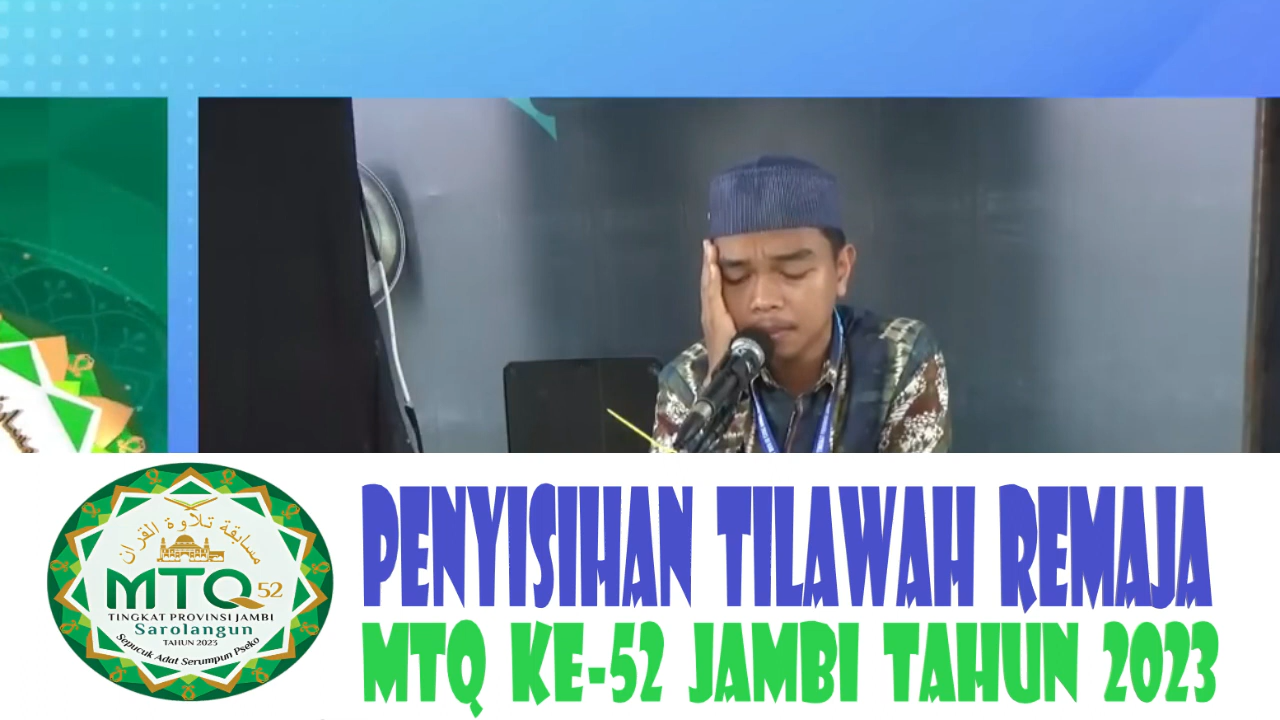 PENYISIHAN TILAWAH REMAJA
MTQ KE-52 JAMBI TAHUN 2023
مسابقة تلاوة القرآن
MTQ 52
TINGKAT PROVINSI JAMBI
Sarolangun
TAHUN 2023
Sepucuk Adat Serumpun Pseko